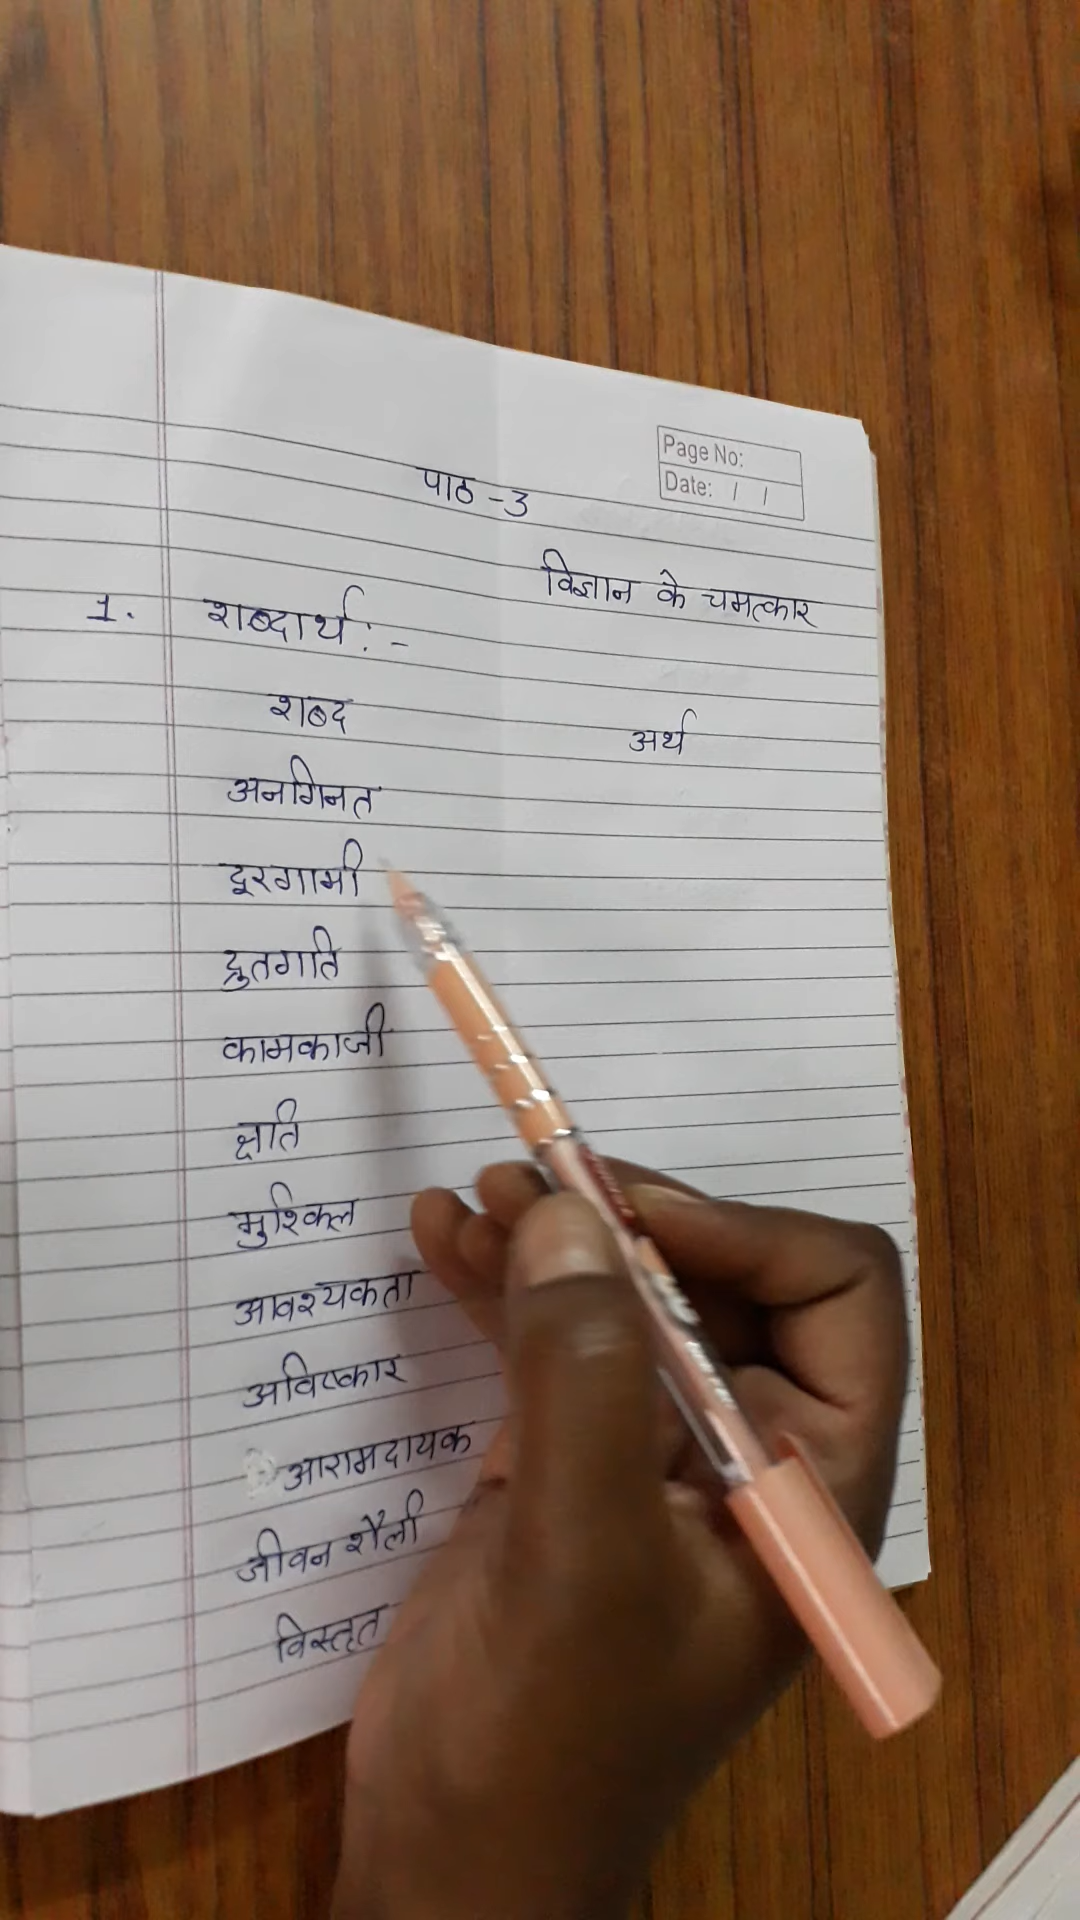 Page No:
Date: / /
पाठ - 3
विज्ञान के चमत्कार
1. शब्दार्थ :-
शब्द अर्थ
अनगिनत
दूरगामी
द्रुतगति
कामकाजी
क्षति
मुश्किल
आवश्यकता
अविष्कार
आरामदायक
जीवन शैली
विस्तृत